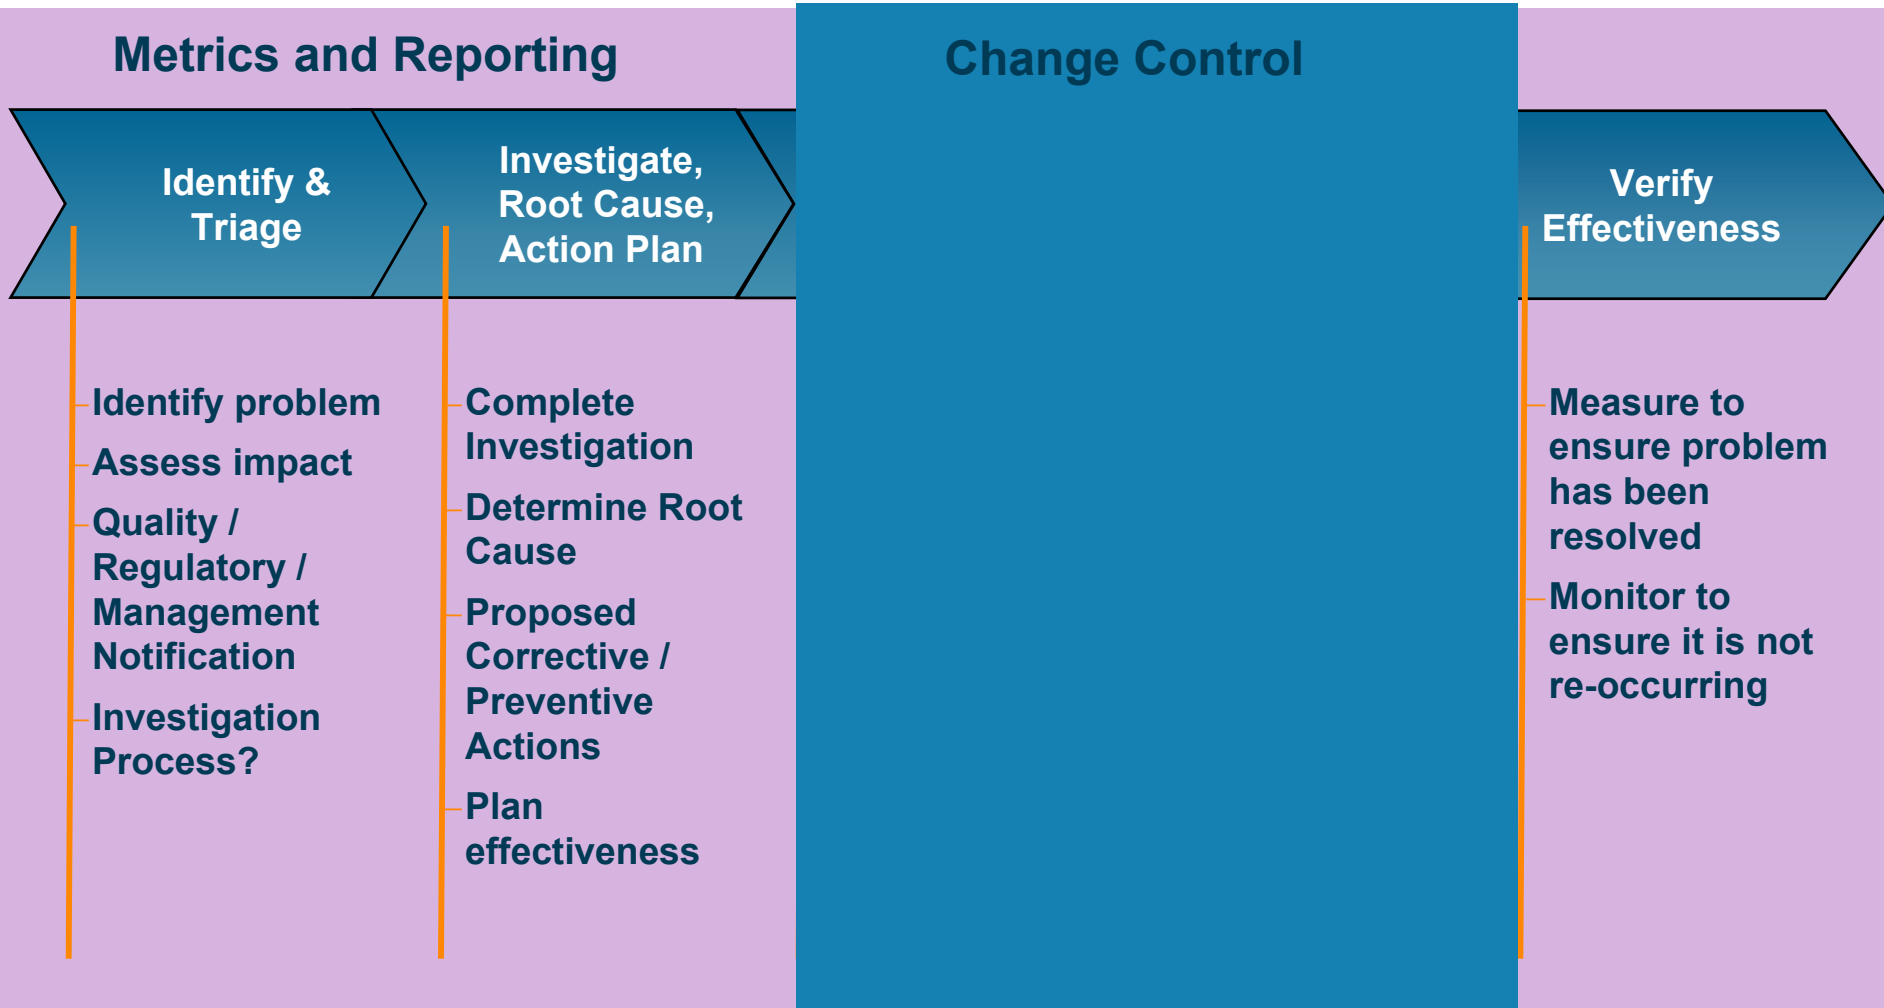 Metrics and Reporting
Change Control
Identify &
Triage
Investigate,
Root Cause,
Action Plan
Verify
Effectiveness
Identify problem
Assess impact
Quality /
Regulatory /
Management
Notification
Investigation
Process?
Complete
Investigation
Determine Root
Cause
Proposed
Corrective /
Preventive
Actions
Plan
effectiveness
Measure to
ensure problem
has been
resolved
Monitor to
ensure it is not
re-occurring